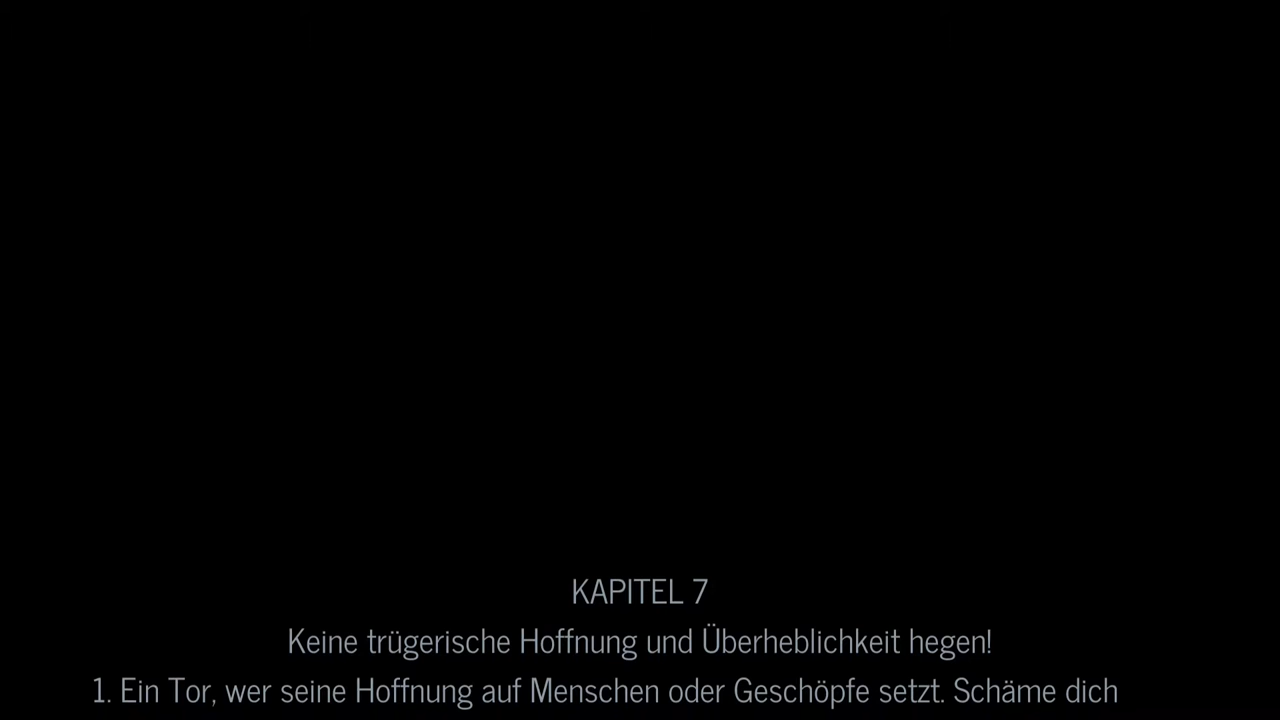 KAPITEL 7
Keine trügerische Hoffnung und Überheblichkeit hegen!
1. Ein Tor, wer seine Hoffnung auf Menschen oder Geschöpfe setzt. Schäme dich